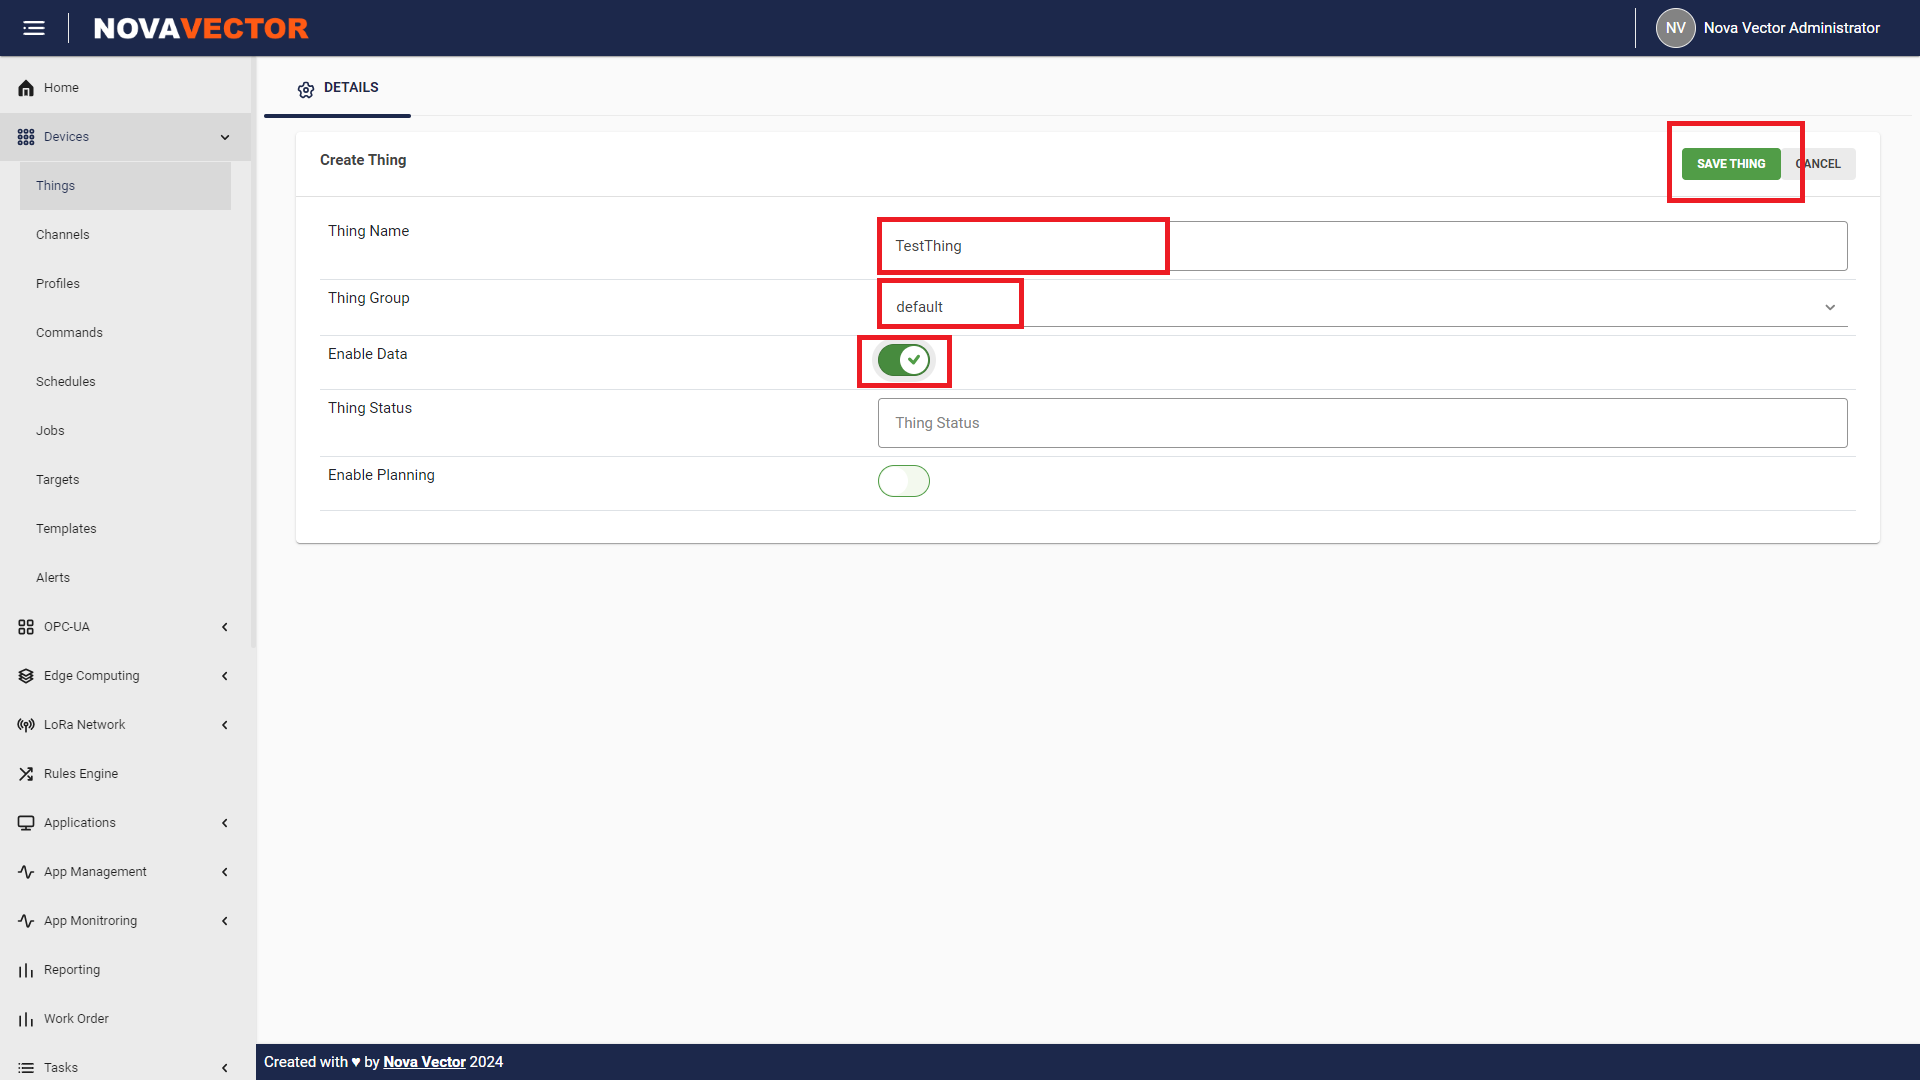 NOVAVECTOR
NV Nova Vector Administrator
Home
Devices
Things
Channels
Profiles
Commands
Schedules
Jobs
Targets
Templates
Alerts
OPC-UA
Edge Computing
LoRa Network
Rules Engine
Applications
App Management
App Monitroring
Reporting
Work Order
Tasks
DETAILS
Create Thing
SAVE THING CANCEL
Thing Name TestThing
Thing Group default
Enable Data
Thing Status Thing Status
Enable Planning
Created with ♥ by Nova Vector 2024